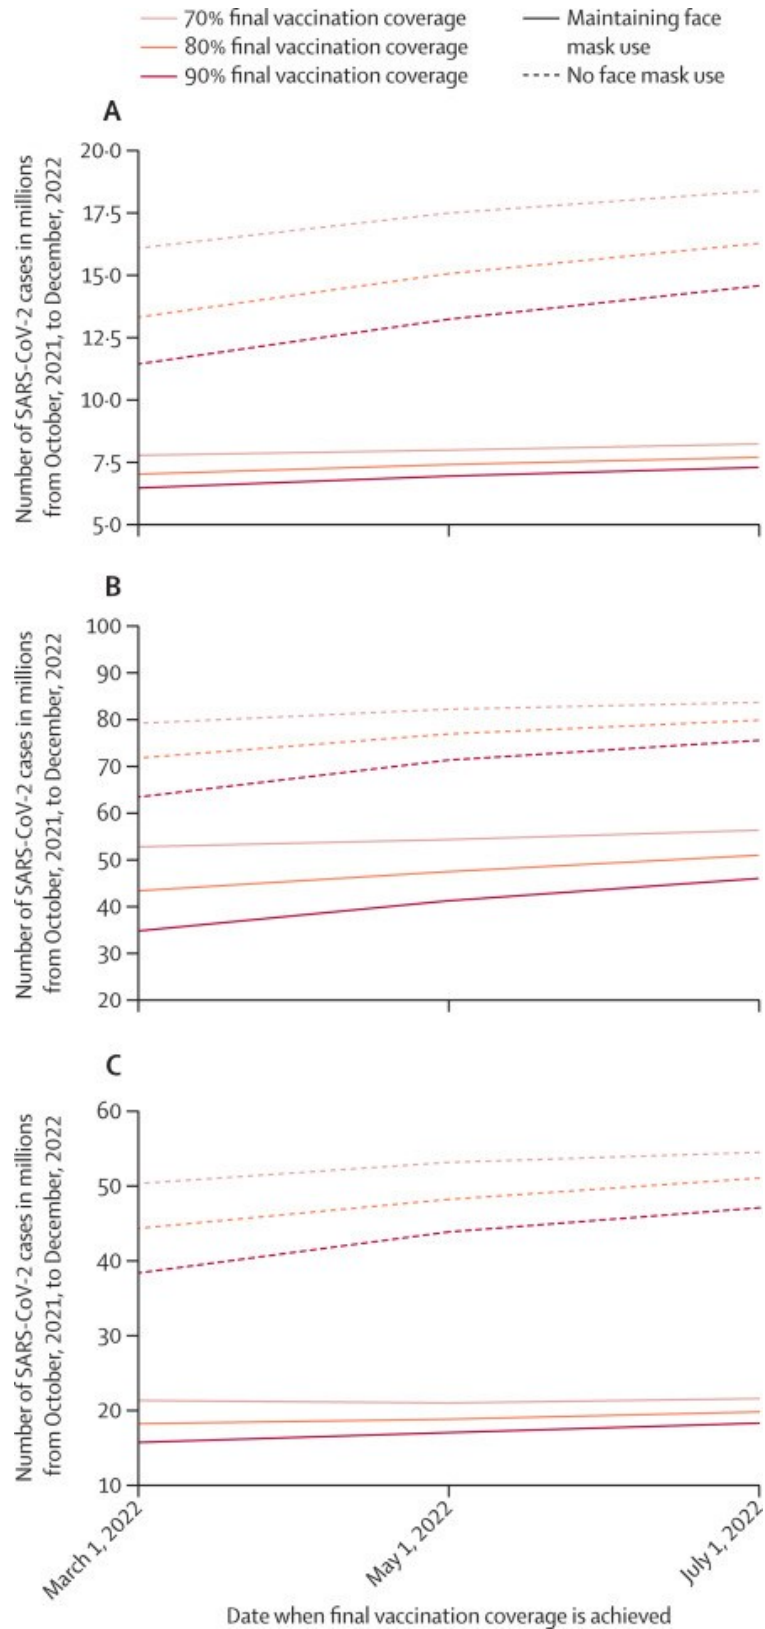 70% final vaccination coverage
80% final vaccination coverage
90% final vaccination coverage
Maintaining face
mask use
No face mask use
A
Number of SARS-CoV-2 cases in millions
from October, 2021, to December, 2022
20·0
17·5
15·0
12·5
10·0
7·5
5·0
B
Number of SARS-CoV-2 cases in millions
from October, 2021, to December, 2022
100
90
80
70
60
50
40
30
20
C
Number of SARS-CoV-2 cases in millions
from October, 2021, to December, 2022
60
50
40
30
20
10
March 1, 2022
May 1, 2022
July 1, 2022
Date when final vaccination coverage is achieved